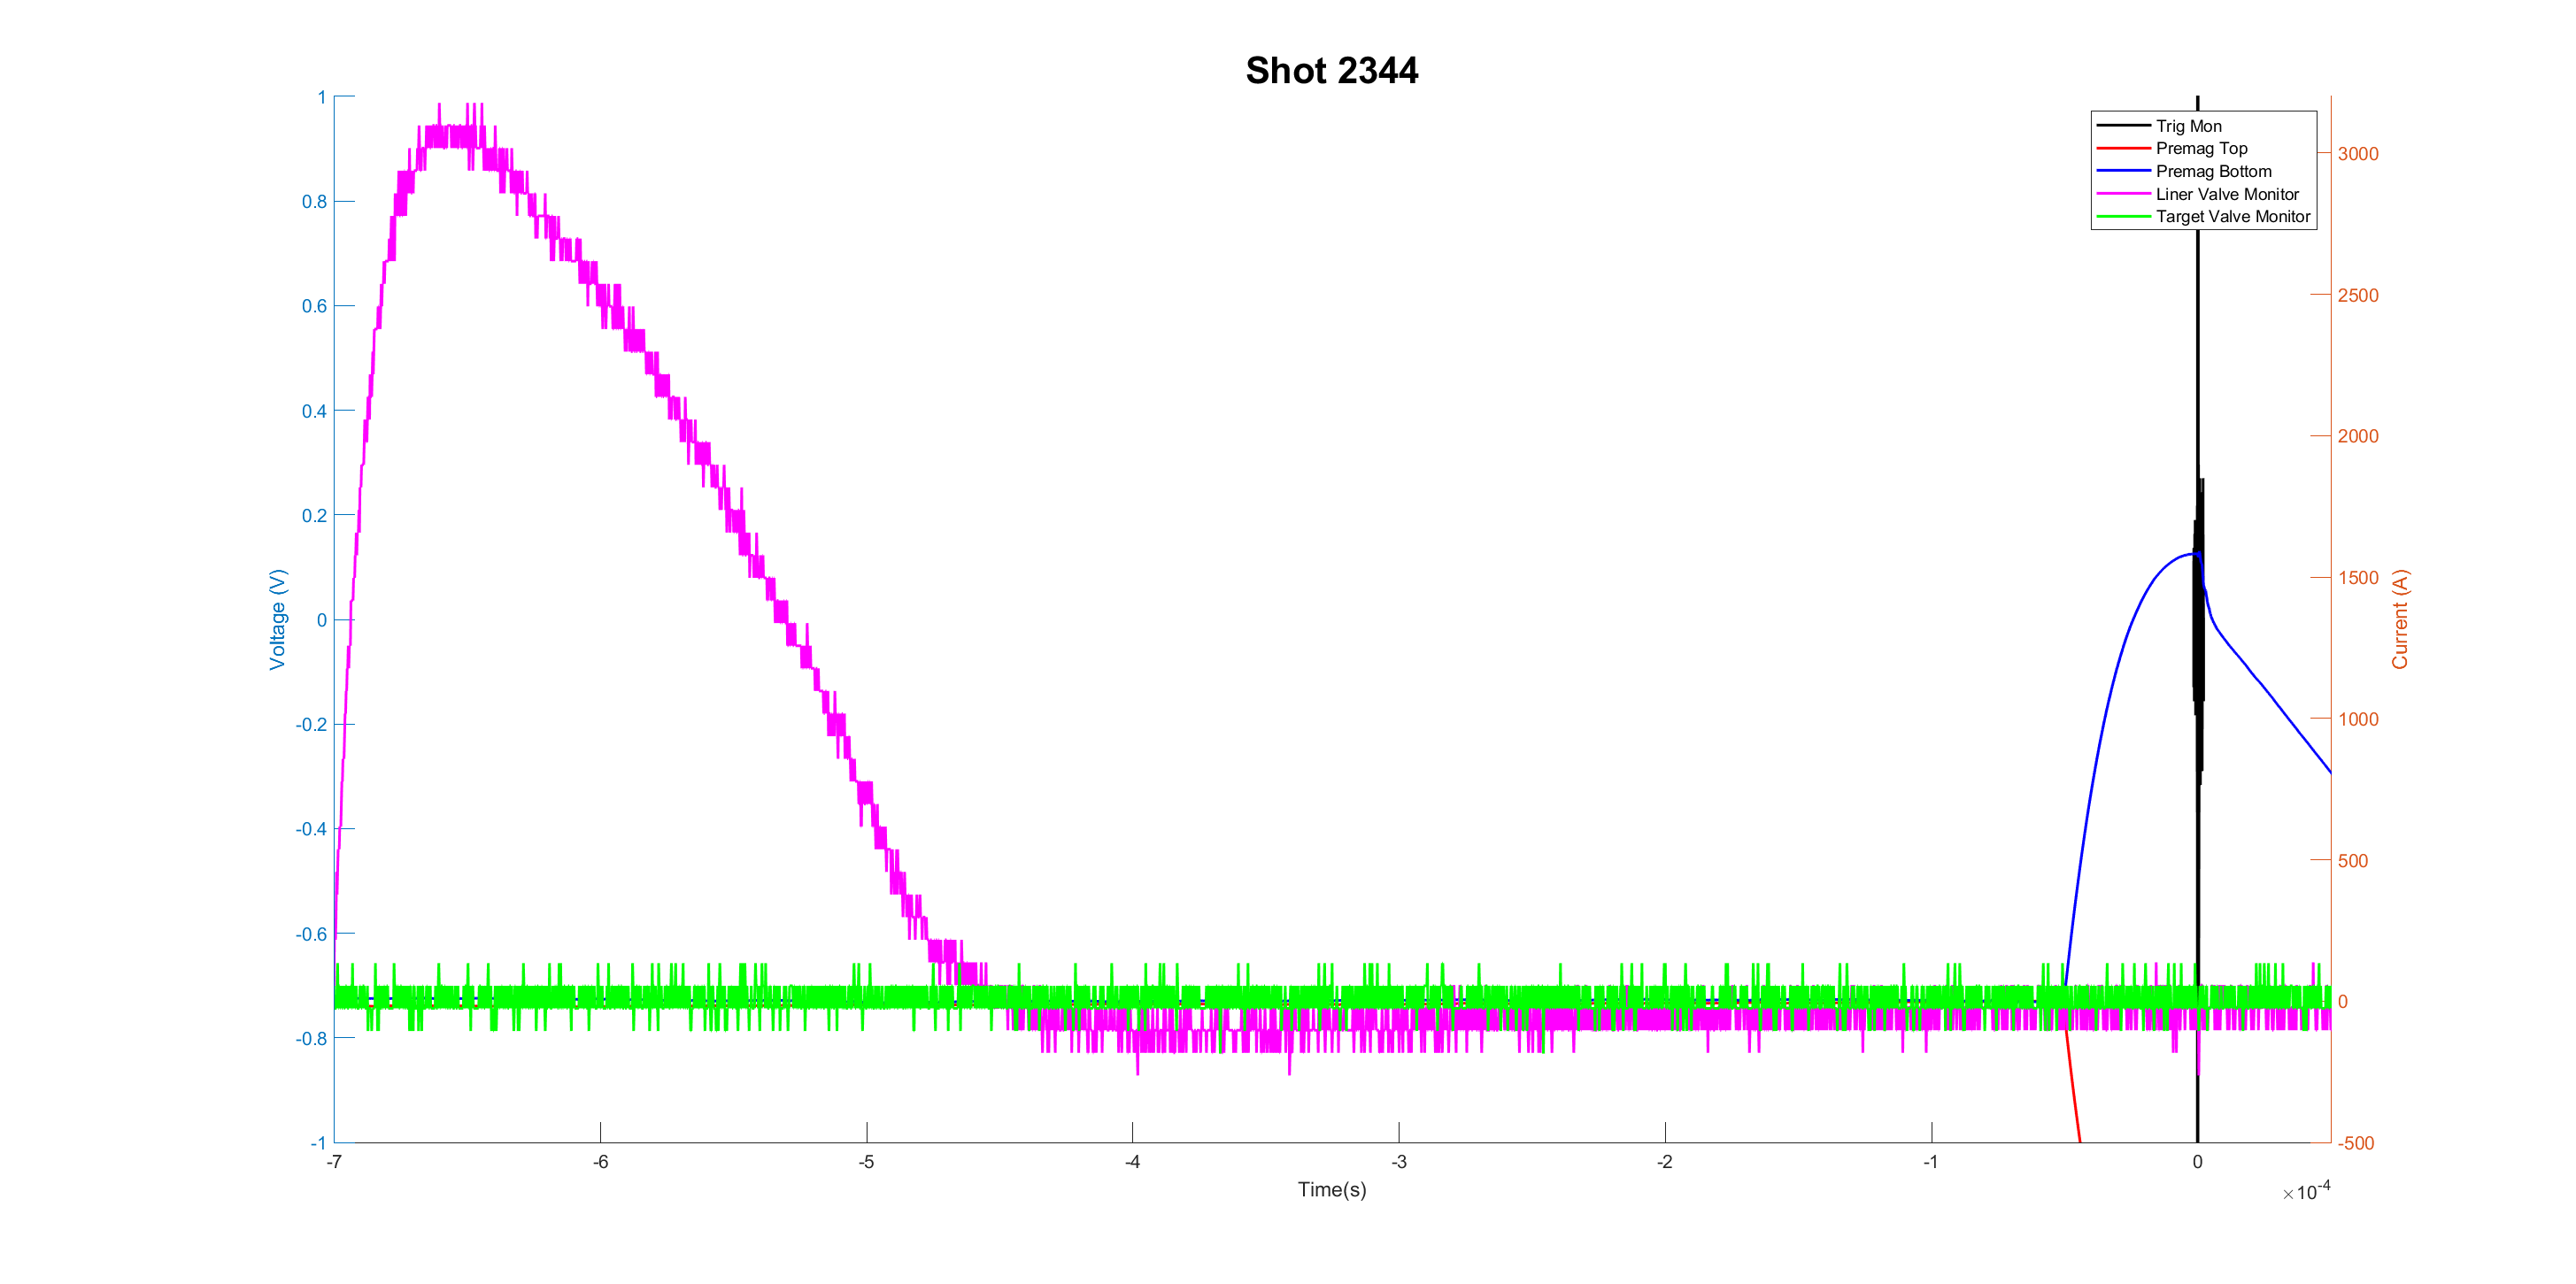 Shot 2344
1
0.8
0.6
0.4
0.2
0
-0.2
-0.4
-0.6
-0.8
-1
Voltage (V)
Trig Mon
Premag Top
Premag Bottom
Liner Valve Monitor
Target Valve Monitor
3000
2500
2000
1500
1000
500
0
-500
Current (A)
-7 -6 -5 -4 -3 -2 -1 0
Time(s)
×10-4